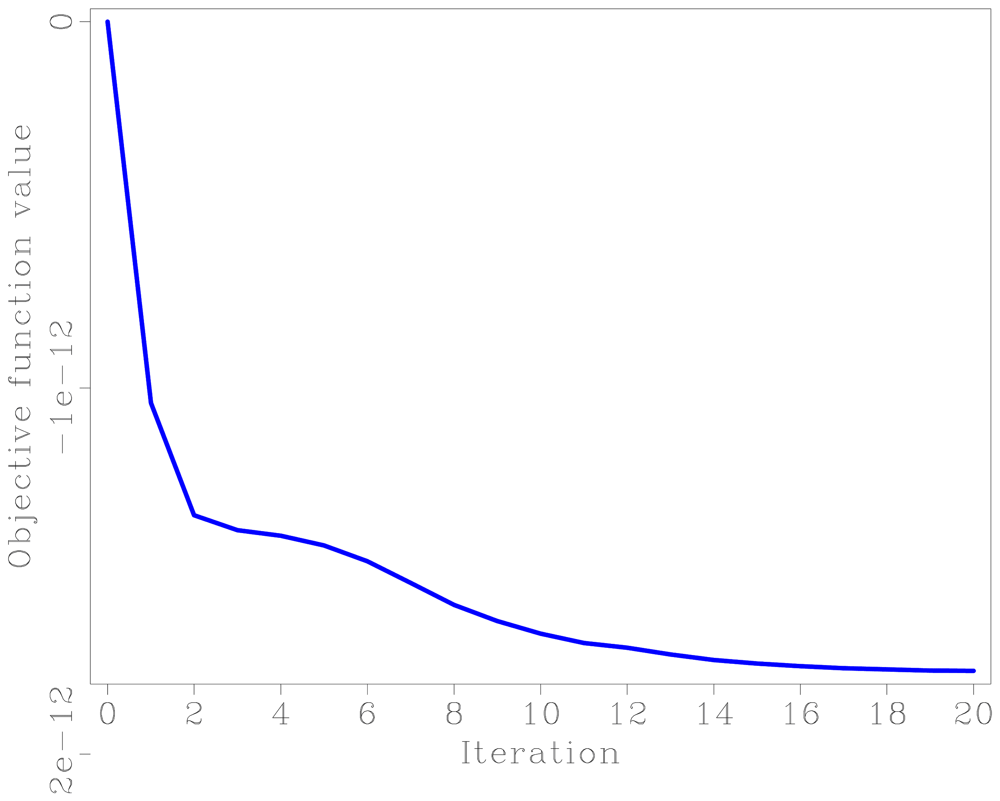 Objective function value
0
-1e-12
2e-12
0 2 4 6 8 10 12 14 16 18 20
Iteration